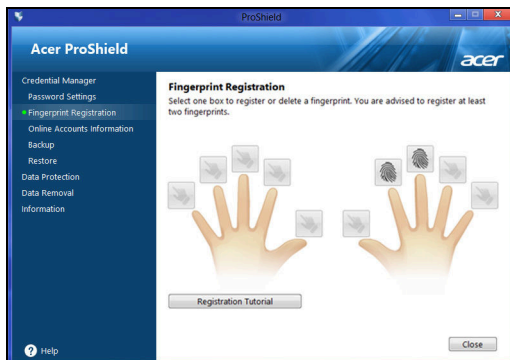 ProShield
Acer ProShield
acer
Credential Manager
Password Settings
Fingerprint Registration
Online Accounts Information
Backup
Restore
Data Protection
Data Removal
Information
Fingerprint Registration
Select one box to register or delete a fingerprint. You are advised to register at least
two fingerprints.
Registration Tutorial
? Help
Close